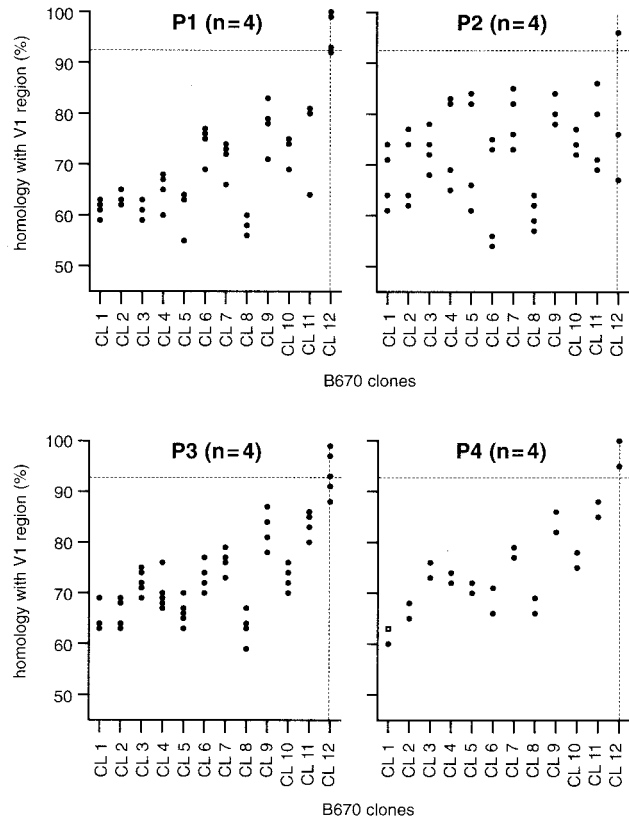 P1 (n=4)
P2 (n=4)
homology with V1 region (%)
100
90
80
70
60
50
CL 1
CL 2
CL 3
CL 4
CL 5
CL 6
CL 7
CL 8
CL 9
CL 10
CL 11
CL 12
CL 1
CL 2
CL 3
CL 4
CL 5
CL 6
CL 7
CL 8
CL 9
CL 10
CL 11
CL 12
B670 clones
P3 (n=4)
P4 (n=4)
homology with V1 region (%)
100
90
80
70
60
50
CL 1
CL 2
CL 3
CL 4
CL 5
CL 6
CL 7
CL 8
CL 9
CL 10
CL 11
CL 12
CL 1
CL 2
CL 3
CL 4
CL 5
CL 6
CL 7
CL 8
CL 9
CL 10
CL 11
CL 12
B670 clones